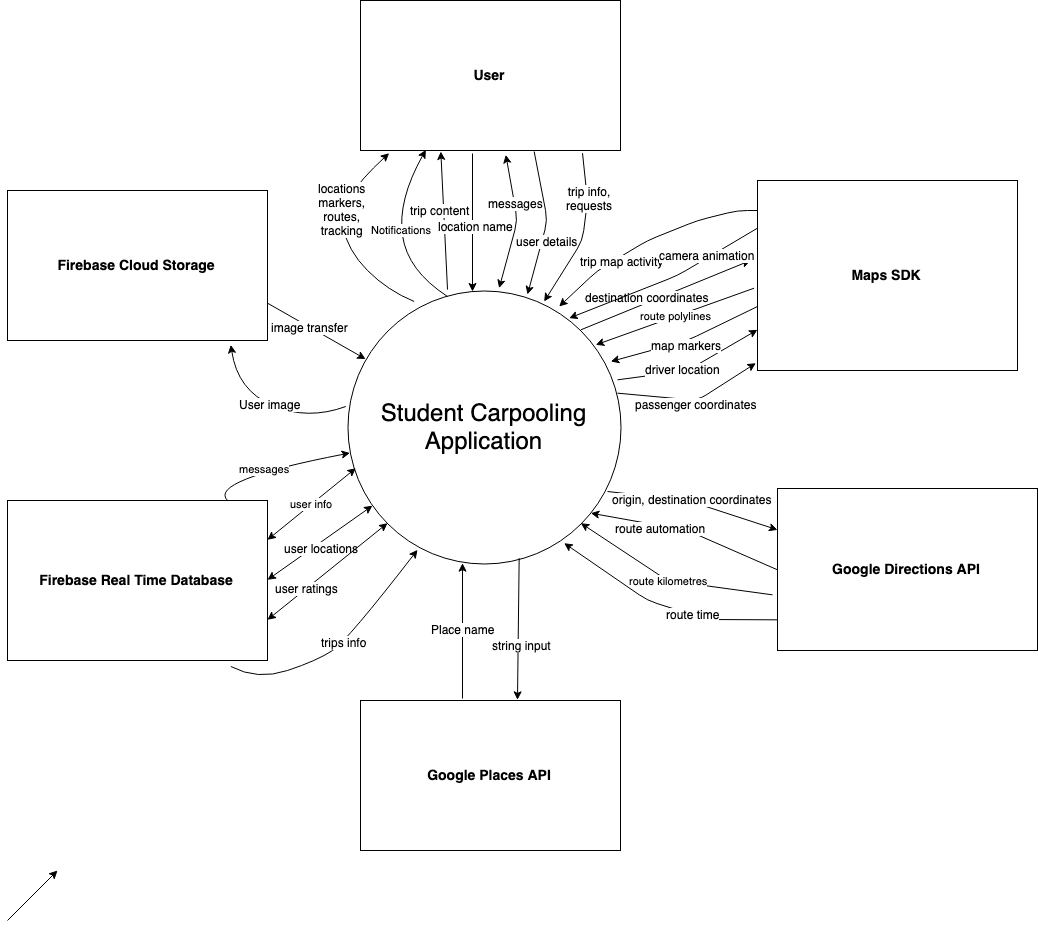 User
locations
markers,
routes,
tracking
Notifications
trip content
location name
messages
user details
trip info,
requests
Firebase Cloud Storage
image transfer
User image
Maps SDK
trip map activity
camera animation
destination coordinates
route polylines
map markers
driver location
passenger coordinates
Student Carpooling
Application
messages
user info
user locations
user ratings
trips info
Firebase Real Time Database
origin, destination coordinates
route automation
route kilometres
route time
Google Directions API
Place name
string input
Google Places API